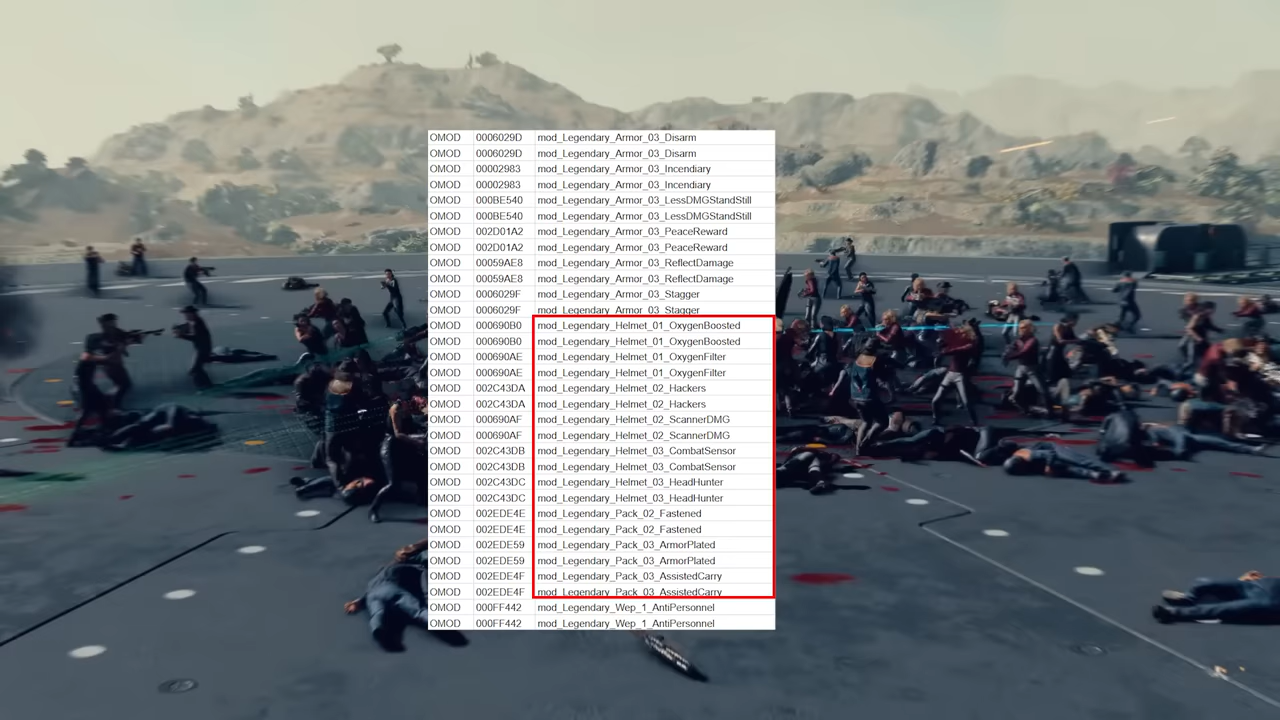 OMOD 0006029D mod_Legendary_Armor_03_Disarm
OMOD 0006029D mod_Legendary_Armor_03_Disarm
OMOD 00002983 mod_Legendary_Armor_03_Incendiary
OMOD 00002983 mod_Legendary_Armor_03_Incendiary
OMOD 000BE540 mod_Legendary_Armor_03_LessDMGStandStill
OMOD 000BE540 mod_Legendary_Armor_03_LessDMGStandStill
OMOD 002D01A2 mod_Legendary_Armor_03_PeaceReward
OMOD 002D01A2 mod_Legendary_Armor_03_PeaceReward
OMOD 00059AE8 mod_Legendary_Armor_03_ReflectDamage
OMOD 00059AE8 mod_Legendary_Armor_03_ReflectDamage
OMOD 0006029F mod_Legendary_Armor_03_Stagger
OMOD 0006029F mod_Legendary_Armor_03_Stagger
OMOD 000690B0 mod_Legendary_Helmet_01_OxygenBoosted
OMOD 000690B0 mod_Legendary_Helmet_01_OxygenBoosted
OMOD 000690AE mod_Legendary_Helmet_01_OxygenFilter
OMOD 000690AE mod_Legendary_Helmet_01_OxygenFilter
OMOD 002C43DA mod_Legendary_Helmet_02_Hackers
OMOD 002C43DA mod_Legendary_Helmet_02_Hackers
OMOD 000690AF mod_Legendary_Helmet_02_ScannerDMG
OMOD 000690AF mod_Legendary_Helmet_02_ScannerDMG
OMOD 002C43DB mod_Legendary_Helmet_03_CombatSensor
OMOD 002C43DB mod_Legendary_Helmet_03_CombatSensor
OMOD 002C43DC mod_Legendary_Helmet_03_HeadHunter
OMOD 002C43DC mod_Legendary_Helmet_03_HeadHunter
OMOD 002EDE4E mod_Legendary_Pack_02_Fastened
OMOD 002EDE4E mod_Legendary_Pack_02_Fastened
OMOD 002EDE59 mod_Legendary_Pack_03_ArmorPlated
OMOD 002EDE59 mod_Legendary_Pack_03_ArmorPlated
OMOD 002EDE4F mod_Legendary_Pack_03_AssistedCarry
OMOD 002EDE4F mod_Legendary_Pack_03_AssistedCarry
OMOD 000FF442 mod_Legendary_Wep_1_AntiPersonnel
OMOD 000FF442 mod_Legendary_Wep_1_AntiPersonnel